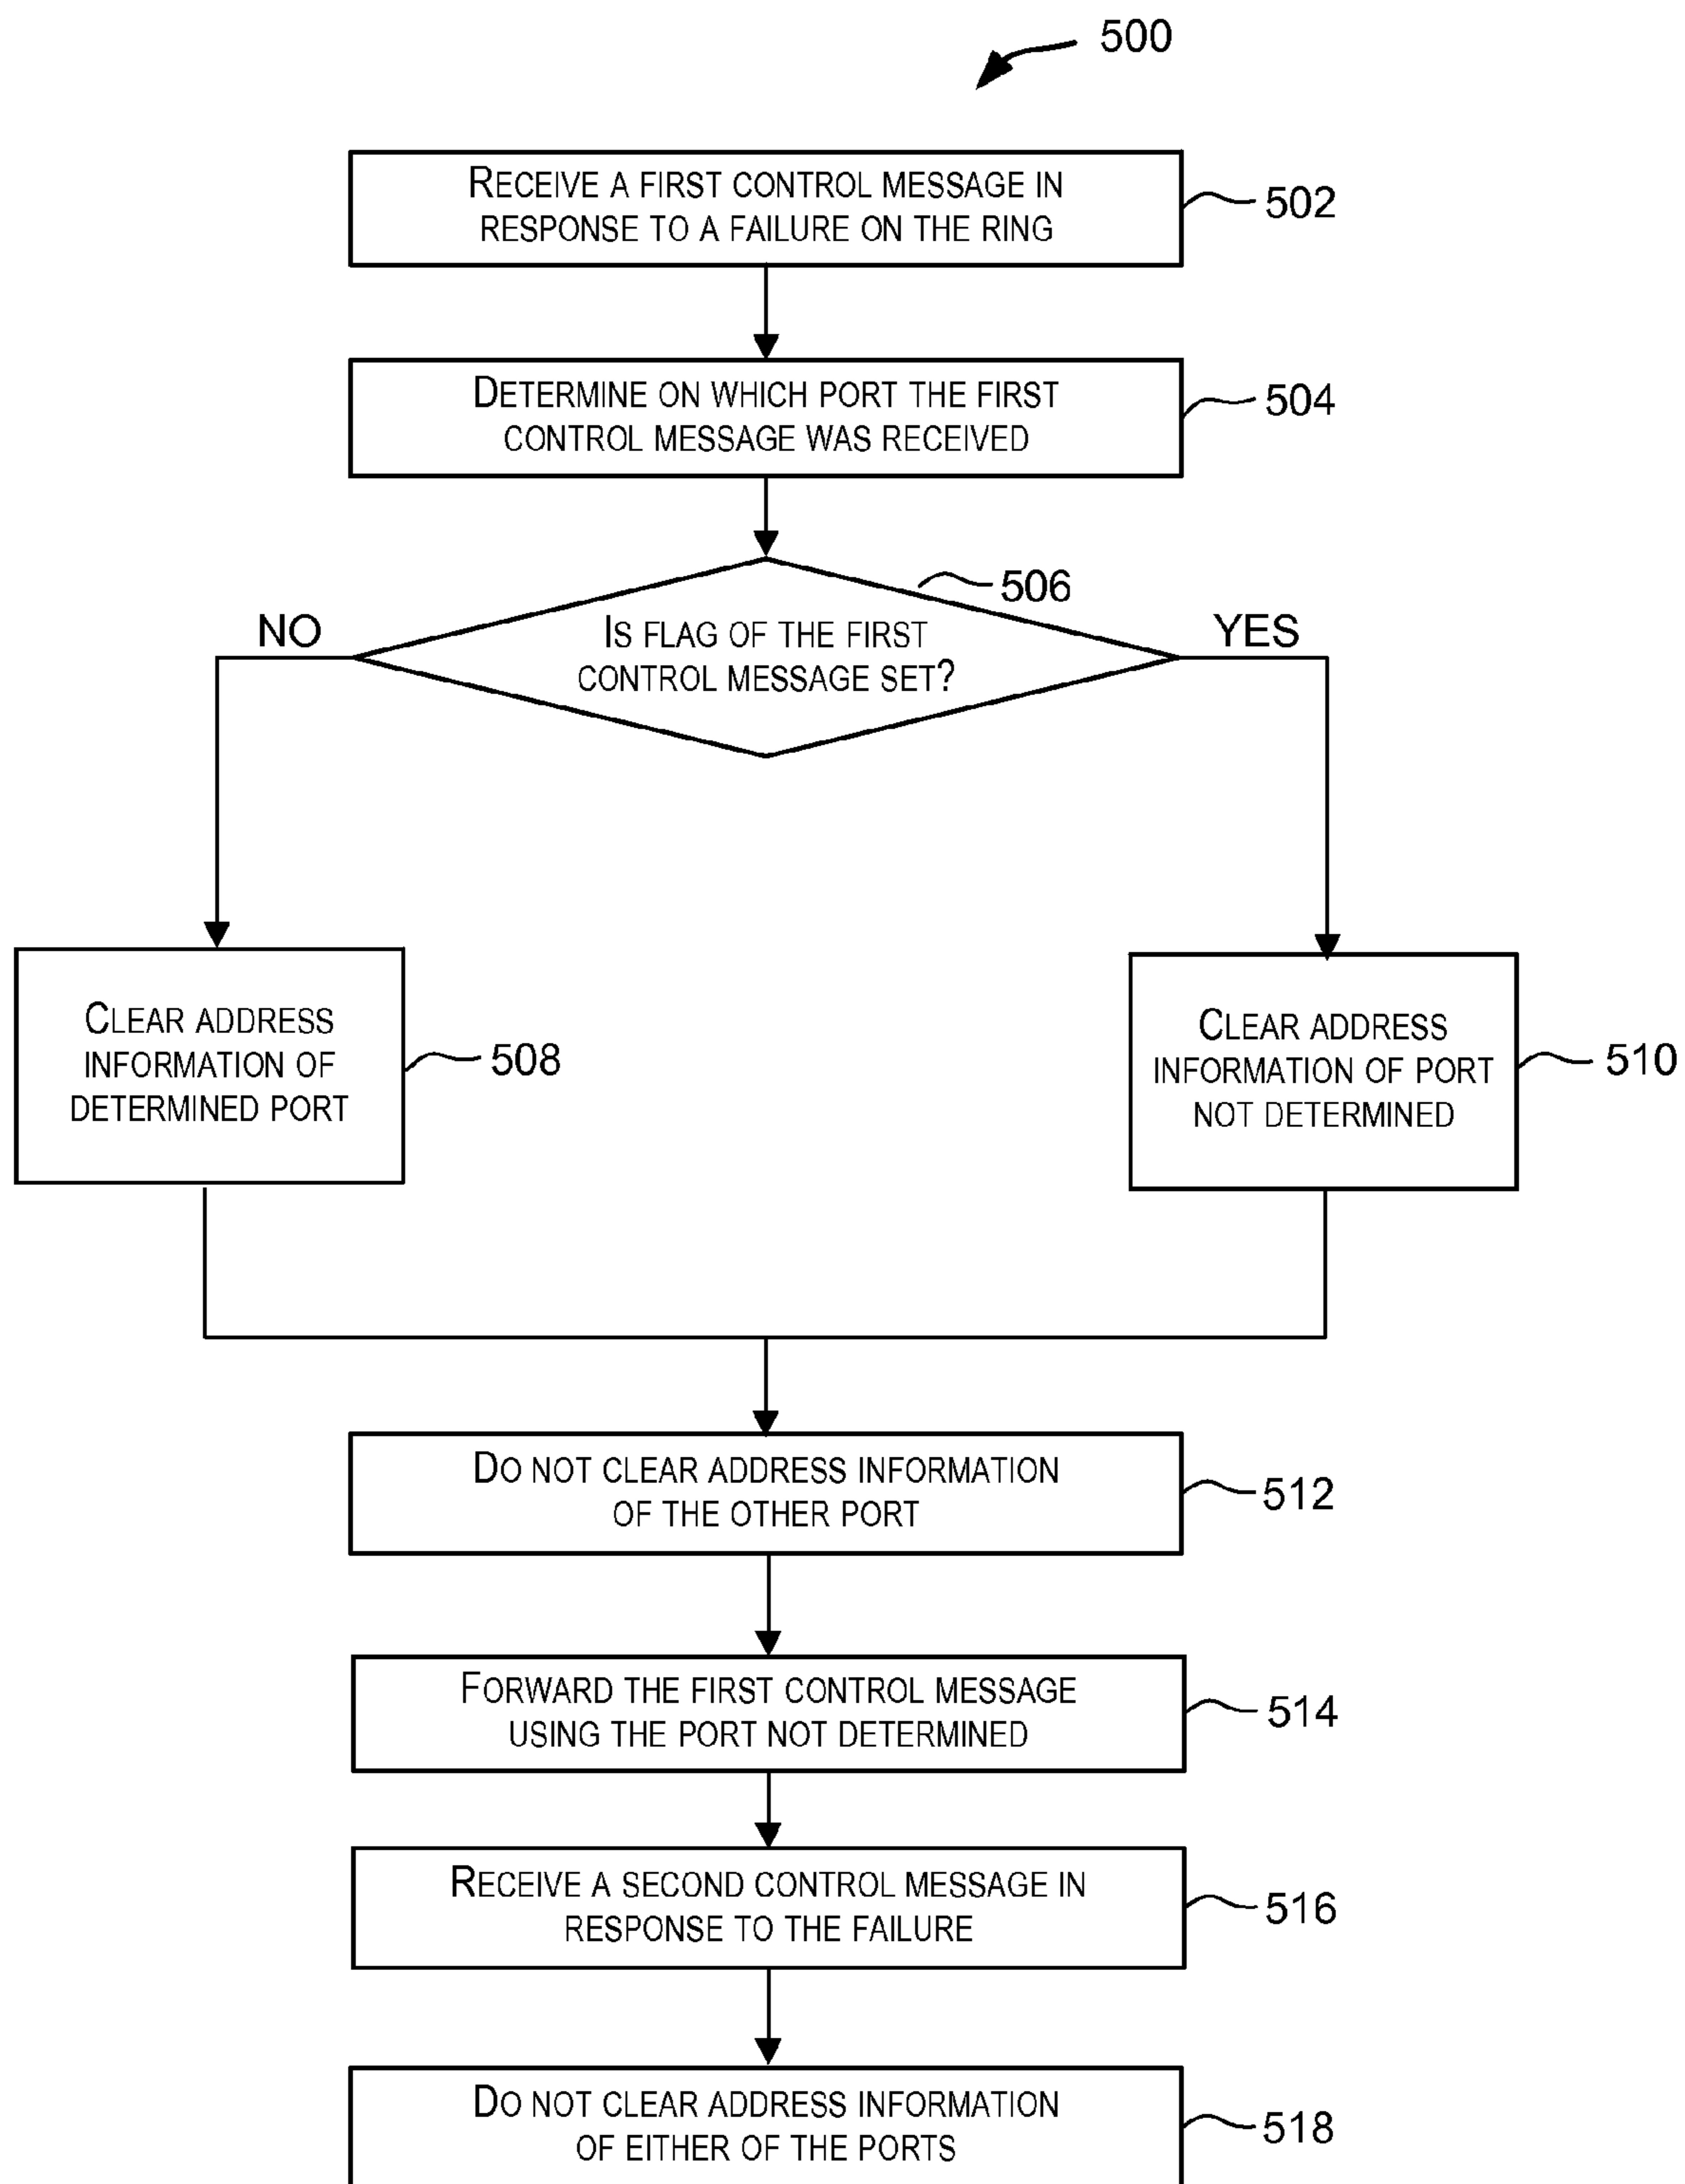 500
RECEIVE A FIRST CONTROL MESSAGE IN
RESPONSE TO A FAILURE ON THE RING
502
DETERMINE ON WHICH PORT THE FIRST
CONTROL MESSAGE WAS RECEIVED
504
506
NO
IS FLAG OF THE FIRST
CONTROL MESSAGE SET?
YES
CLEAR ADDRESS
INFORMATION OF
DETERMINED PORT
508
CLEAR ADDRESS
INFORMATION OF PORT
NOT DETERMINED
510
DO NOT CLEAR ADDRESS INFORMATION
OF THE OTHER PORT
512
FORWARD THE FIRST CONTROL MESSAGE
USING THE PORT NOT DETERMINED
514
RECEIVE A SECOND CONTROL MESSAGE IN
RESPONSE TO THE FAILURE
516
DO NOT CLEAR ADDRESS INFORMATION
OF EITHER OF THE PORTS
518